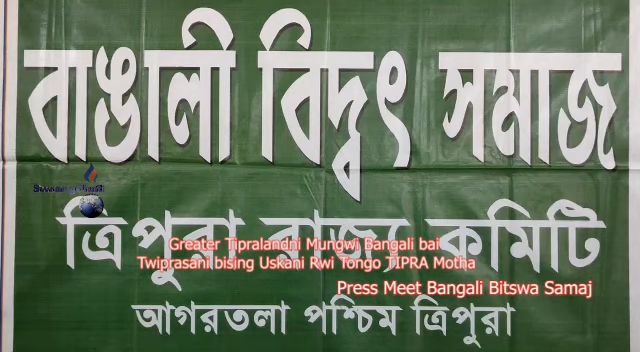 বাঙালী বিদ্বৎ সমাজ
ত্রিপুরা রাজ্য কমিটি
Greater Tipralandni Mungwi Bangali bai
Twiprasani bising Uskani Rwi Tongo TIPRA Motha
Press Meet Bangali Bitswa Samaj
আগরতলা পশ্চিম ত্রিপুরা